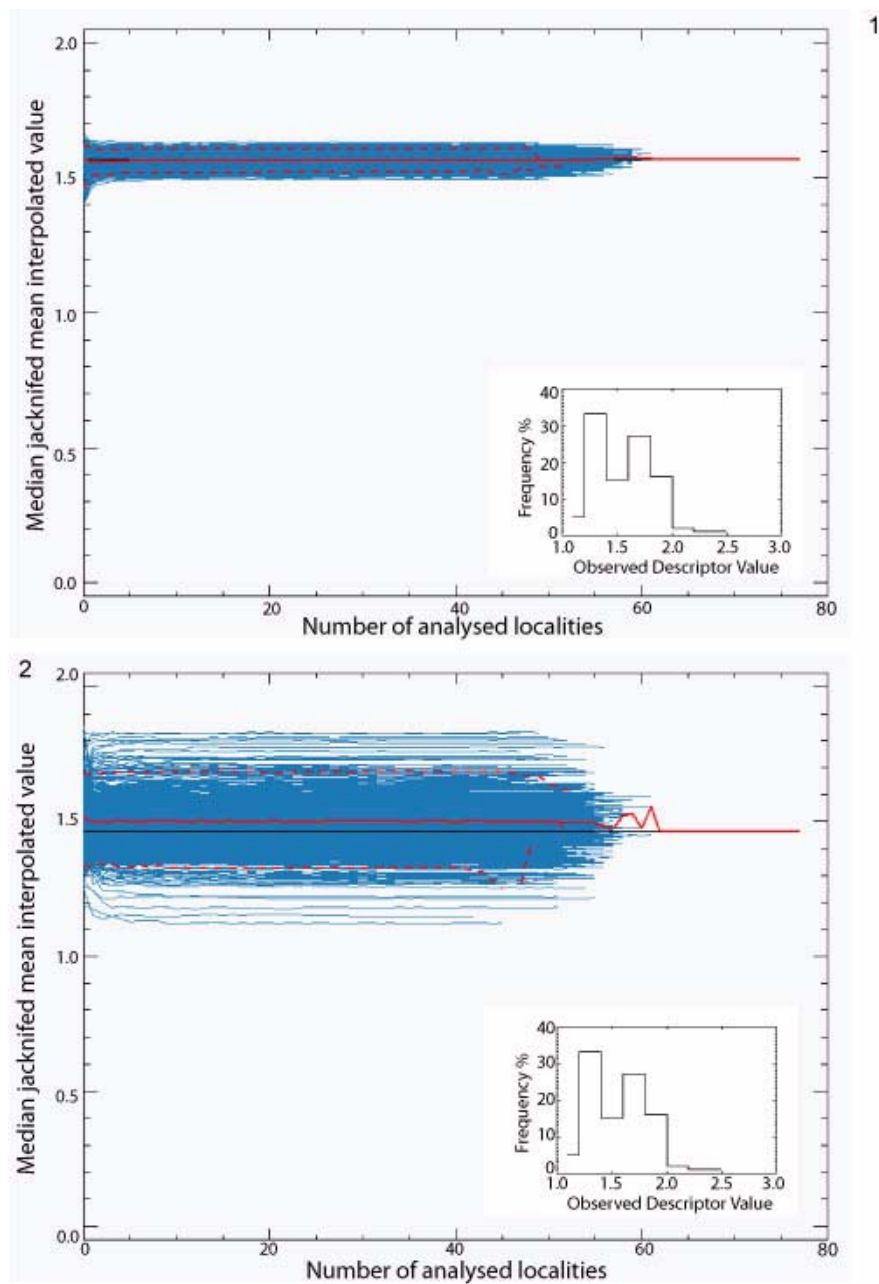 1
2.0
1.5
1.0
0.5
0.0
Median jacknifed mean interpolated value
0 20 40 60 80
Number of analysed localities
40
30
20
10
0
Frequency %
1.0 1.5 2.0 2.5 3.0
Observed Descriptor Value
2
2.0
1.5
1.0
0.5
0.0
Median jacknifed mean interpolated value
0 20 40 60 80
Number of analysed localities
40
30
20
10
0
Frequency %
1.0 1.5 2.0 2.5 3.0
Observed Descriptor Value